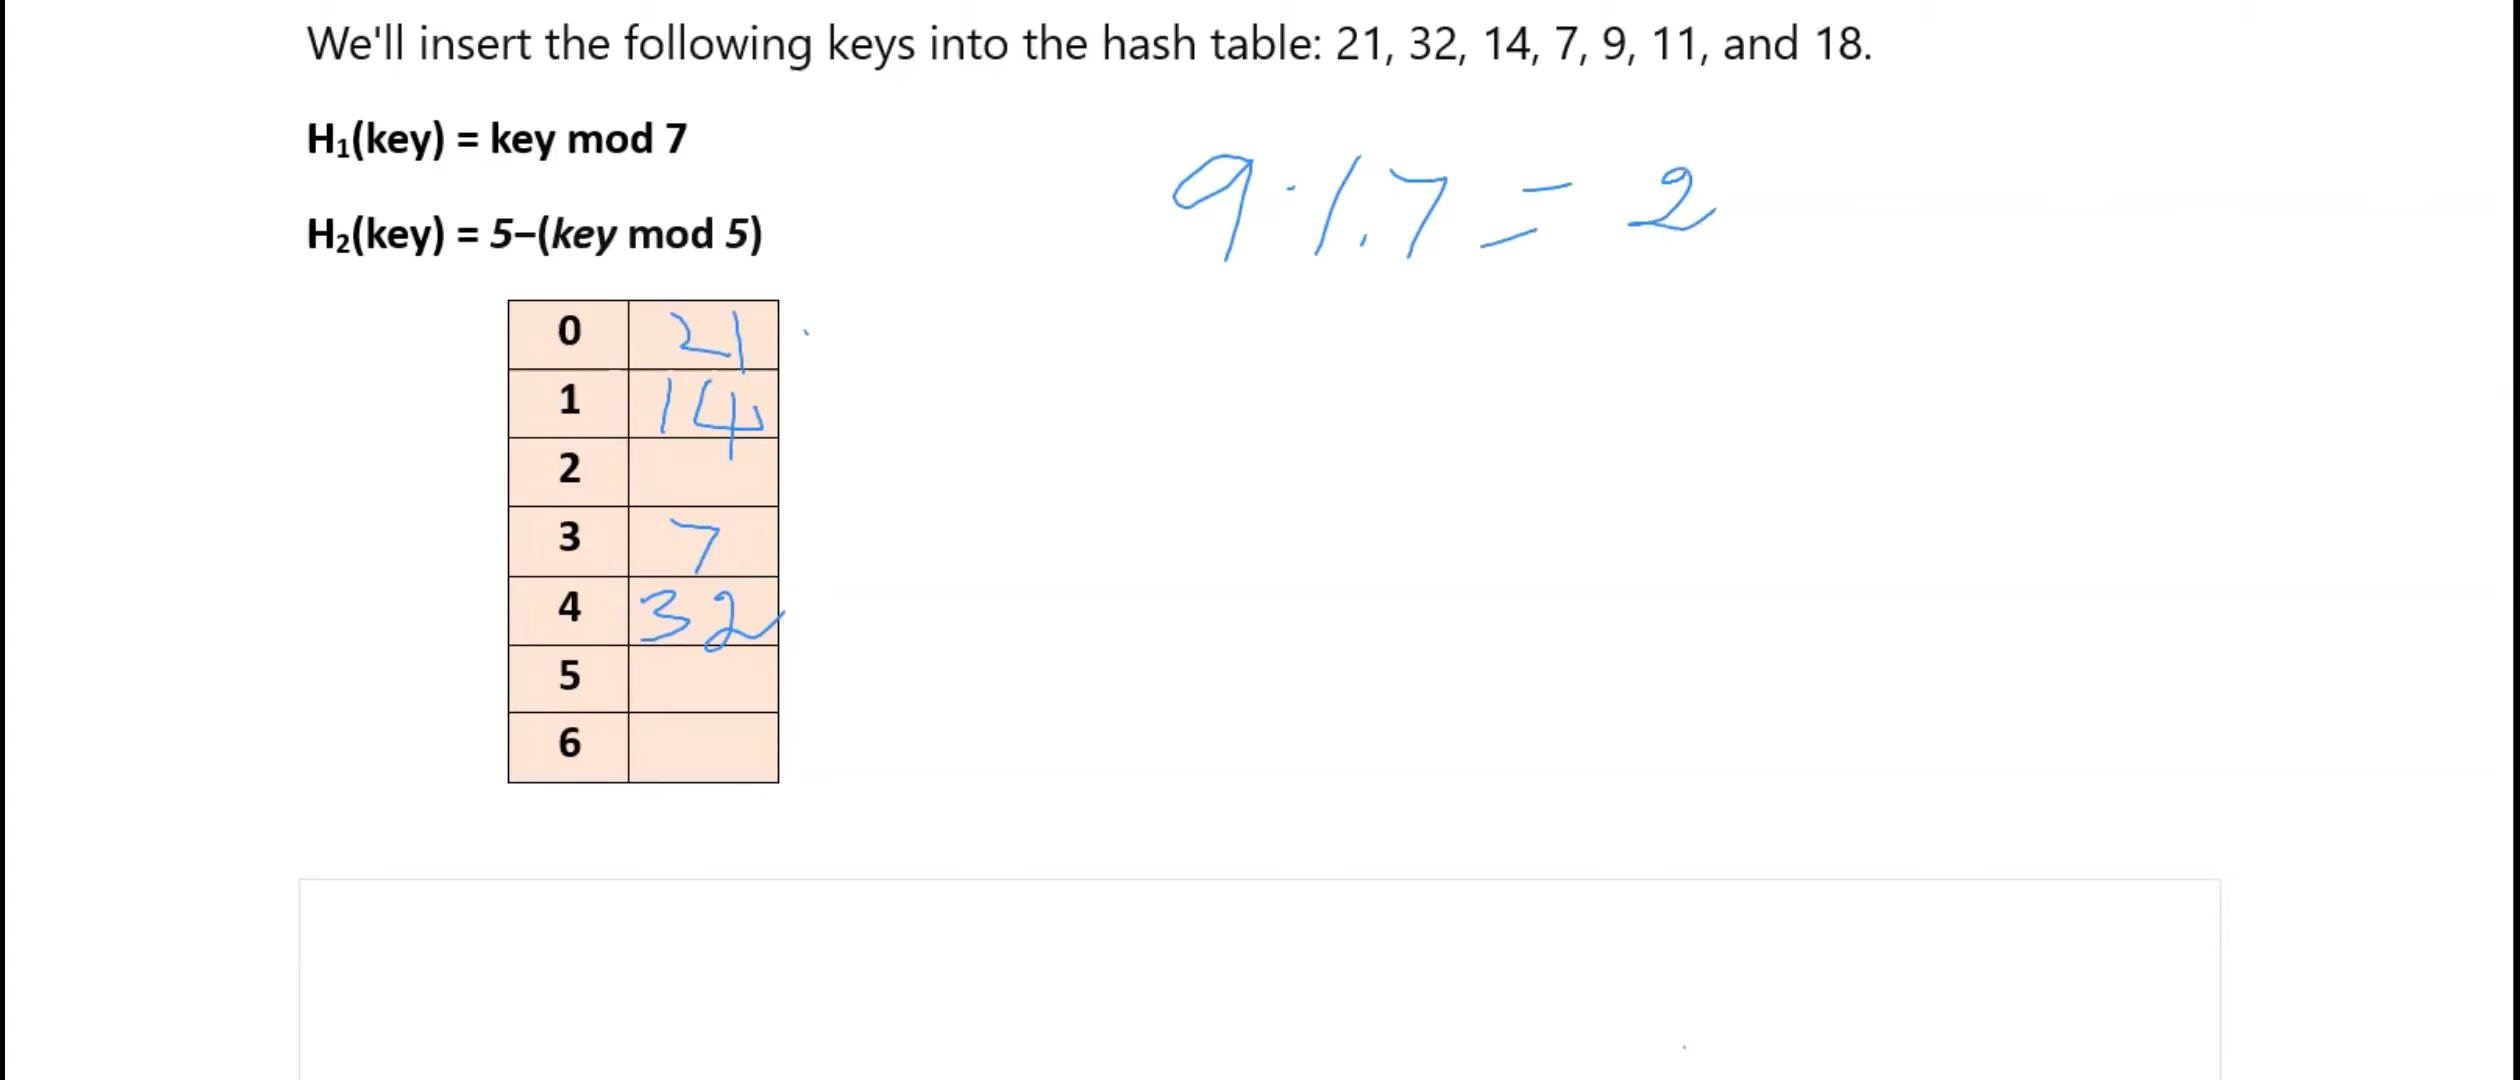 We'll insert the following keys into the hash table: 21, 32, 14, 7, 9, 11, and 18.
H₁(key) = key mod 7
9 % 7 = 2
H₂(key) = 5−(key mod 5)
0 21
1 14
2
3 7
4 32
5
6